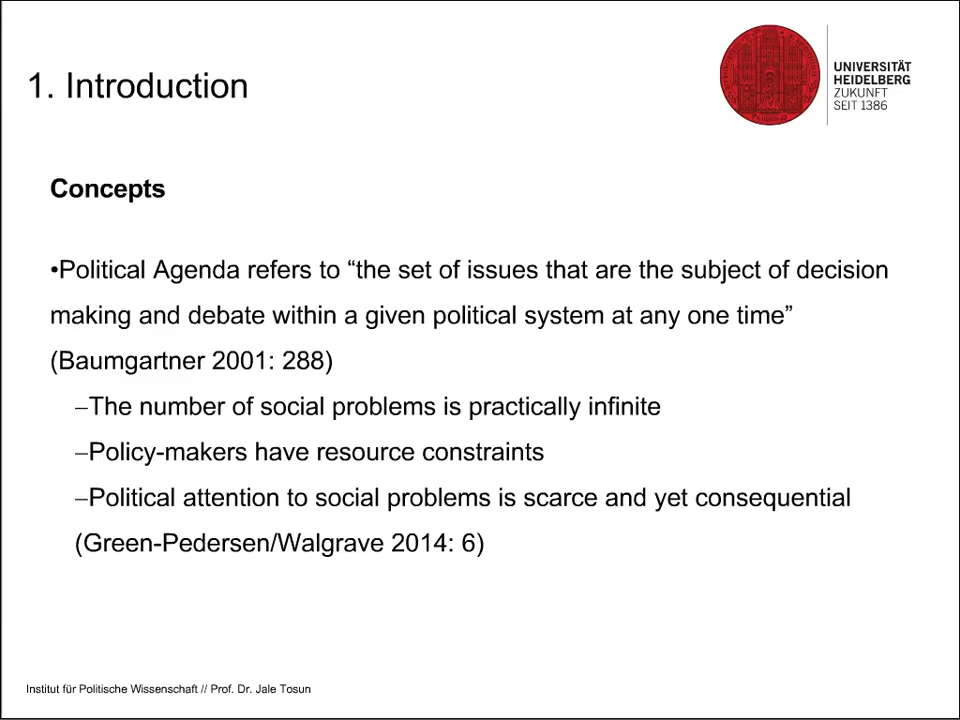 1. Introduction
UNIVERSITÄT
HEIDELBERG
ZUKUNFT
SEIT 1386
Concepts
•Political Agenda refers to “the set of issues that are the subject of decision
making and debate within a given political system at any one time”
(Baumgartner 2001: 288)
–The number of social problems is practically infinite
–Policy-makers have resource constraints
–Political attention to social problems is scarce and yet consequential
(Green-Pedersen/Walgrave 2014: 6)
Institut für Politische Wissenschaft // Prof. Dr. Jale Tosun